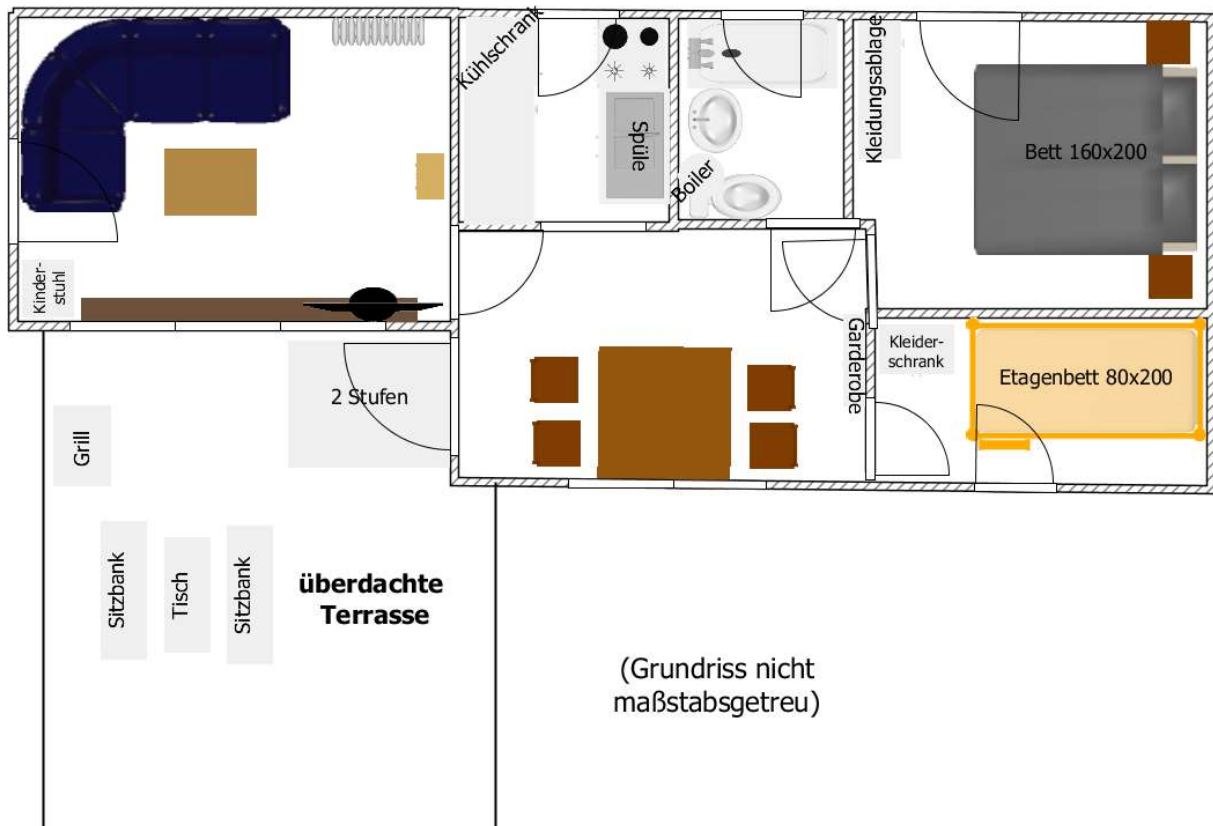 Kühlschrank
Spüle
Boiler
Kleidungsablage
Bett 160x200
Kinder-
stuhl
2 Stufen
Garderobe
Kleider-
schrank
Etagenbett 80x200
Grill
Sitzbank
Tisch
Sitzbank
überdachte
Terrasse
(Grundriss nicht
maßstabsgetreu)